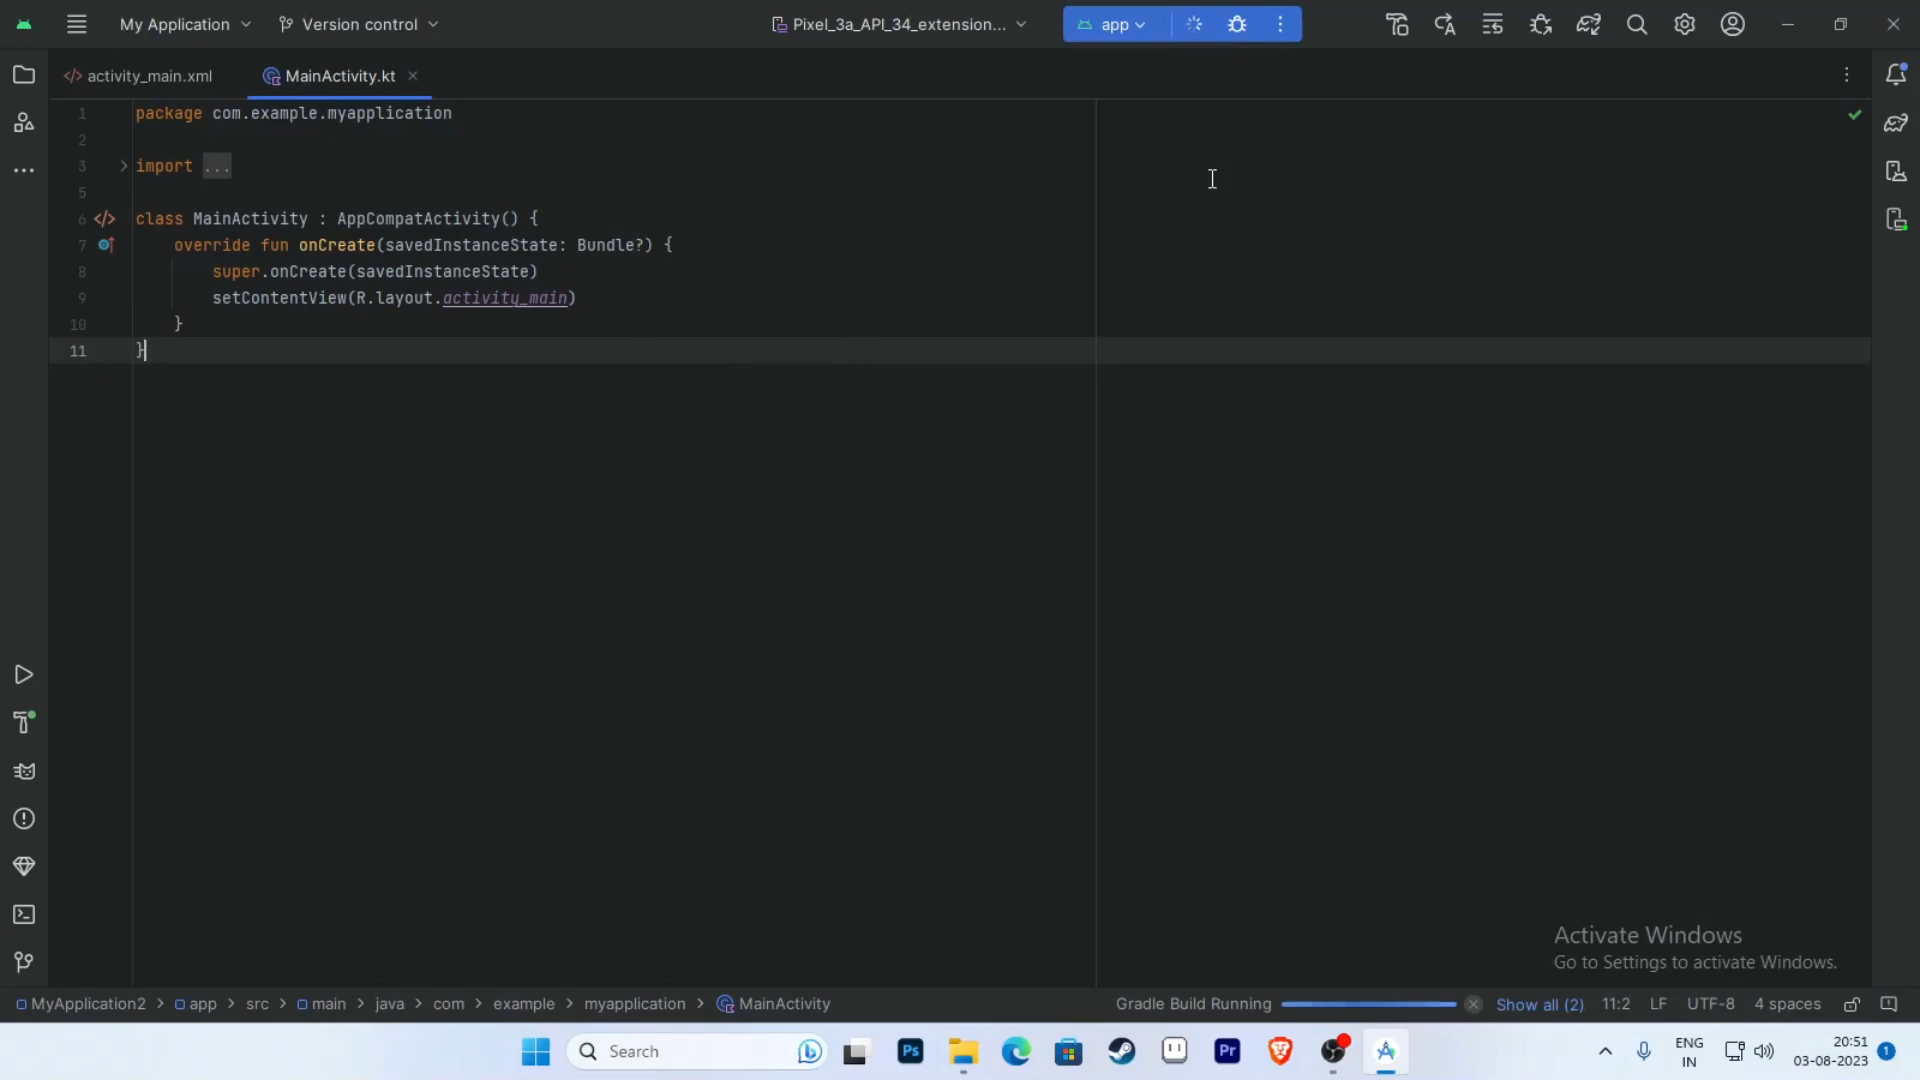 My Application
Version control
Pixel_3a_API_34_extension...
app
activity_main.xml
MainActivity.kt
1 package com.example.myapplication
2
3 import ...
5
6 class MainActivity : AppCompatActivity() {
7 override fun onCreate(savedInstanceState: Bundle?) {
8 super.onCreate(savedInstanceState)
9 setContentView(R.layout.activity_main)
10 }
11 }
Activate Windows
Go to Settings to activate Windows.
MyApplication2 > app > src > main > java > com > example > myapplication > MainActivity
Gradle Build Running
Show all (2)
11:2
LF
UTF-8
4 spaces
Search
Ps
Pr
ENG
IN
20:51
03-08-2023
1